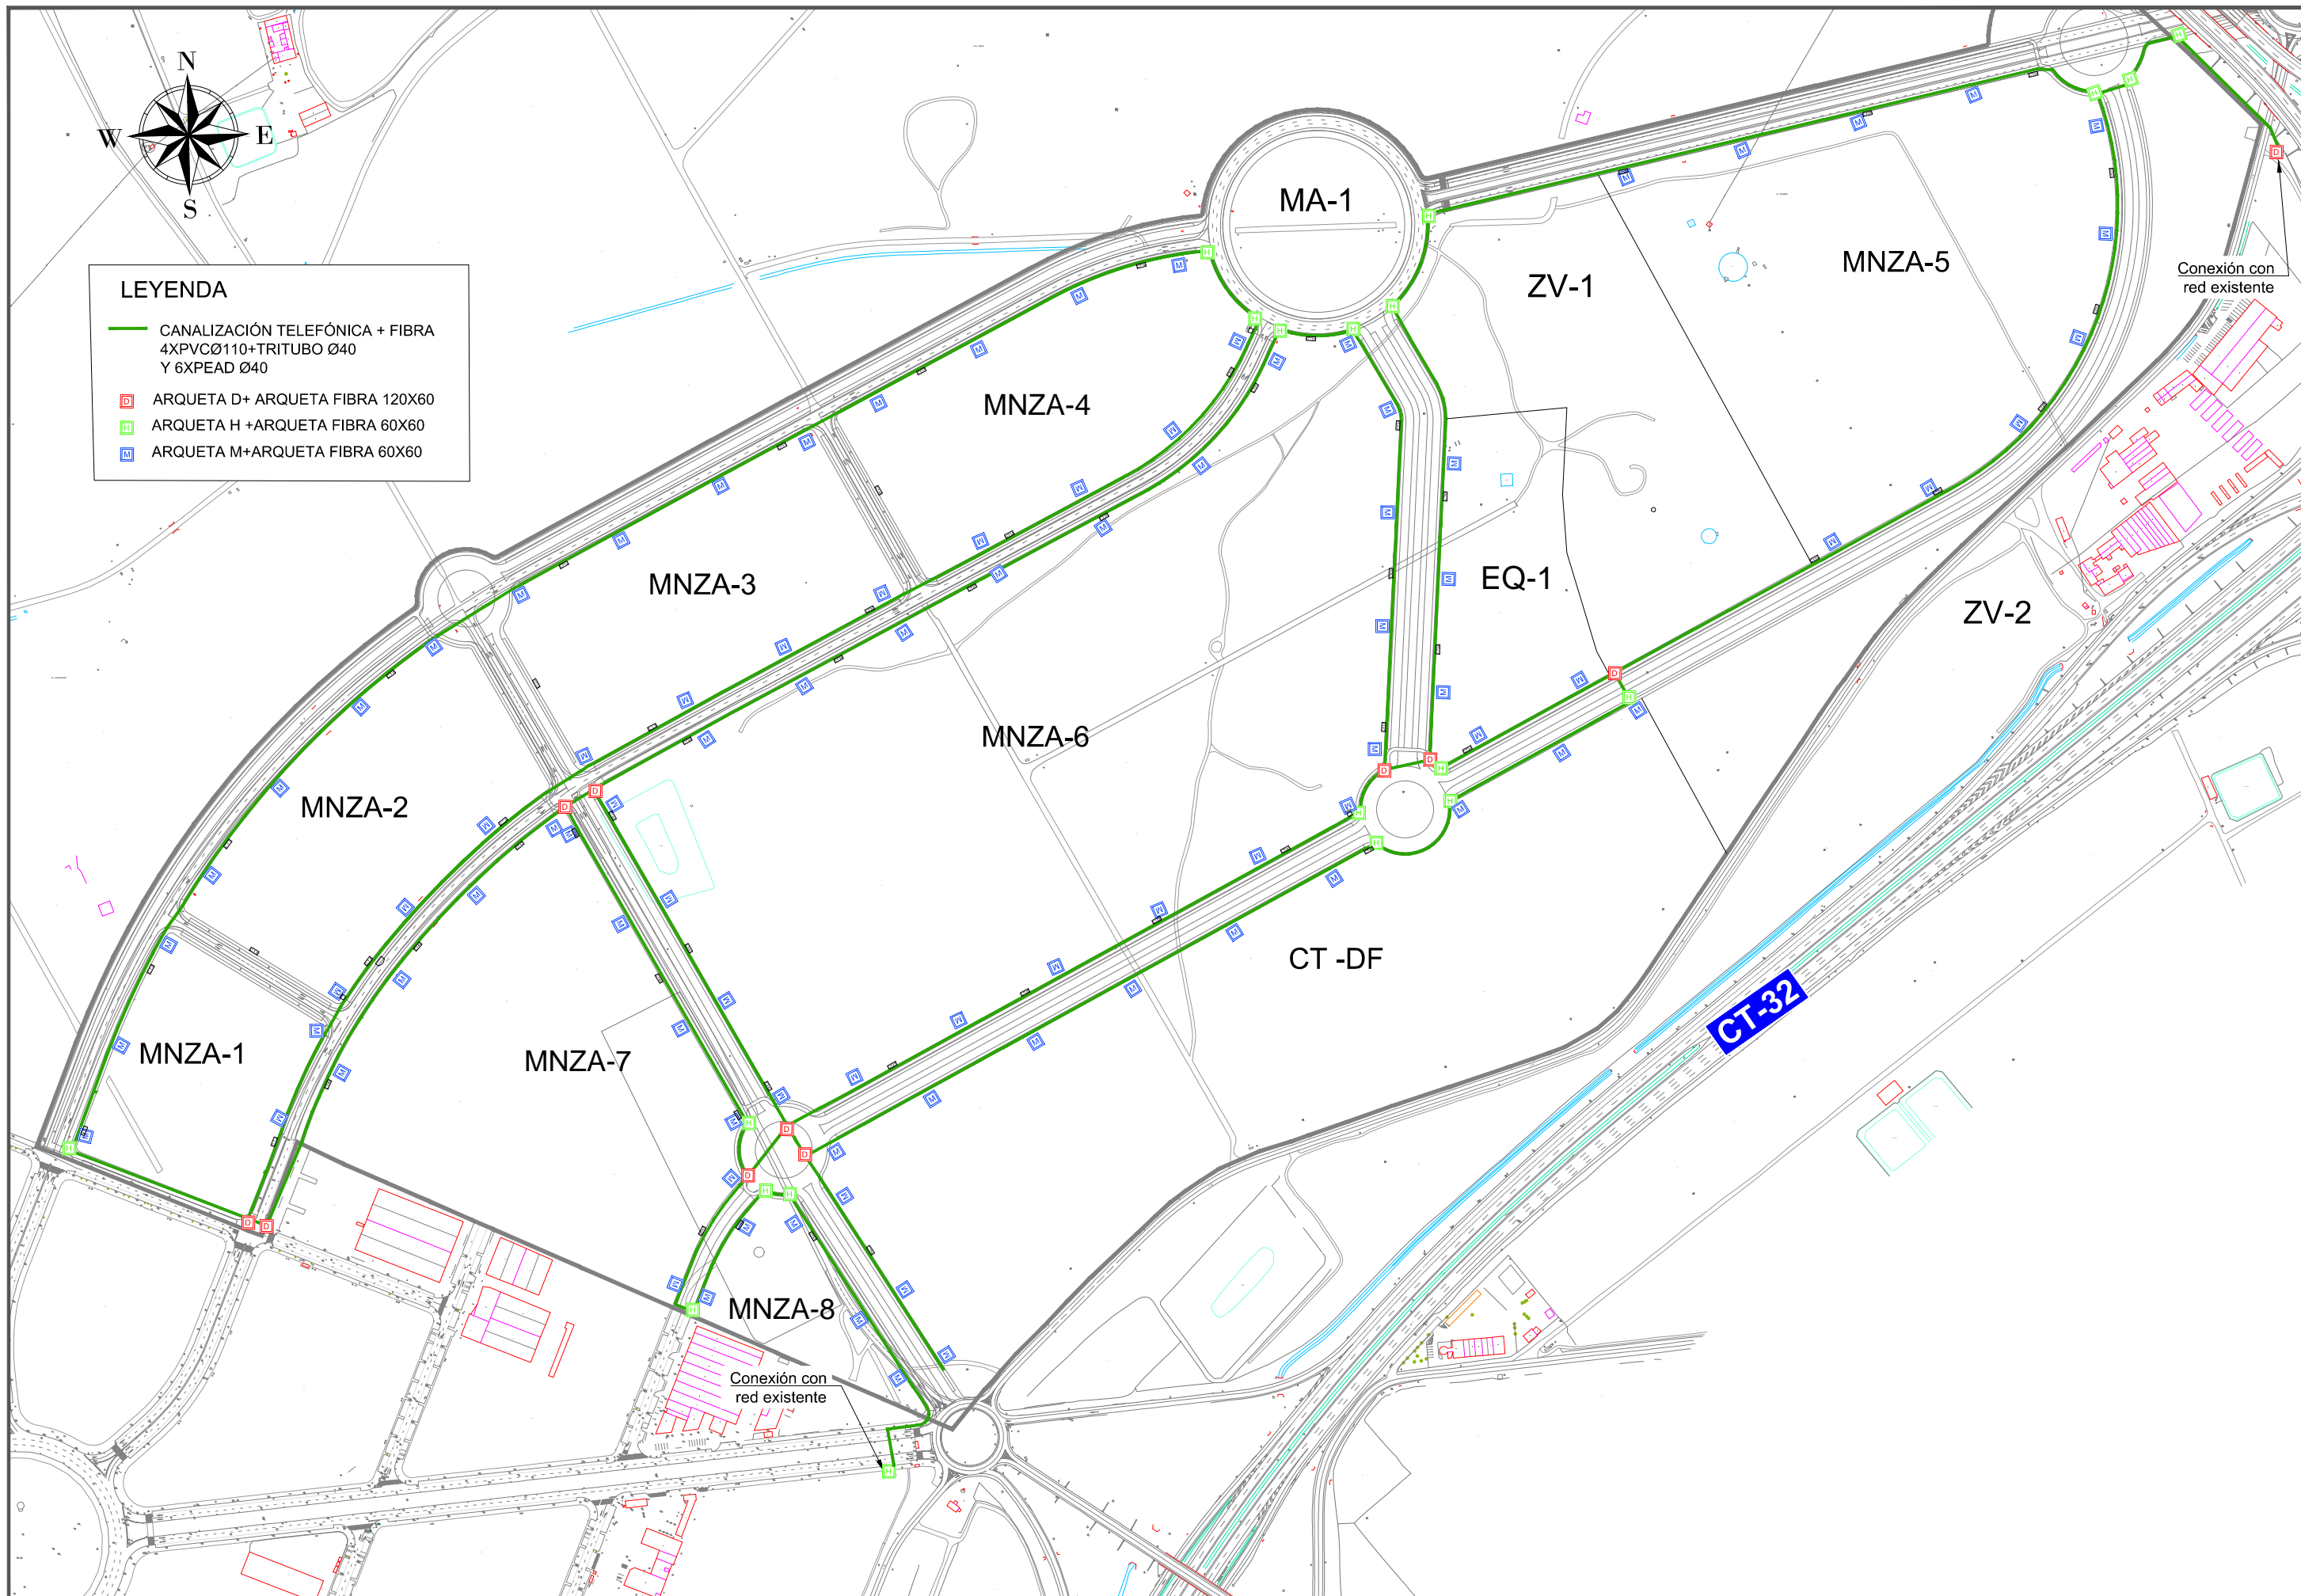 N
W
E
S
LEYENDA
CANALIZACIÓN TELEFÓNICA + FIBRA
4XPVCØ110+TRITUBO Ø40
Y 6XPEAD Ø40
D ARQUETA D+ ARQUETA FIBRA 120X60
H ARQUETA H +ARQUETA FIBRA 60X60
M ARQUETA M+ARQUETA FIBRA 60X60
MA-1
ZV-1
MNZA-5
Conexión con
red existente
MNZA-4
MNZA-3
EQ-1
ZV-2
MNZA-6
MNZA-2
CT -DF
CT-32
MNZA-1
MNZA-7
MNZA-8
Conexión con
red existente